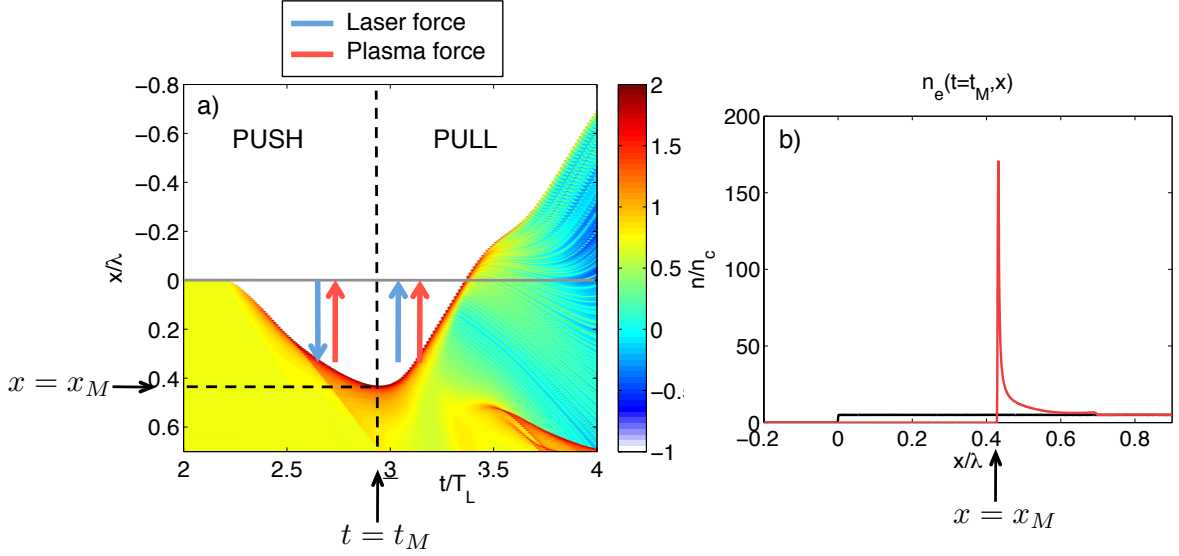 Laser force
Plasma force
a)
PUSH
PULL
-0.8
-0.6
-0.4
-0.2
0
0.2
0.4
0.6
x/λ
2
2.5
3
3.5
4
t/T_L
2
1.5
1
0.5
0
-0.5
-1
x = x_M
t = t_M
n_e(t=t_M,x)
b)
200
150
100
50
0
n/n_c
-0.2
0
0.2
0.4
0.6
0.8
x/λ
x = x_M